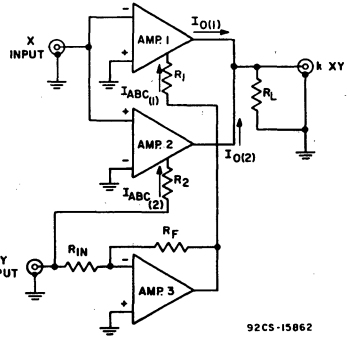 X
INPUT
-
+
AMP. 1
I O(1)
R1
I ABC(1)
k XY
RL
+
-
AMP. 2
I O(2)
R2
I ABC(2)
RF
Y
PUT
RIN
-
+
AMP. 3
92CS-15862